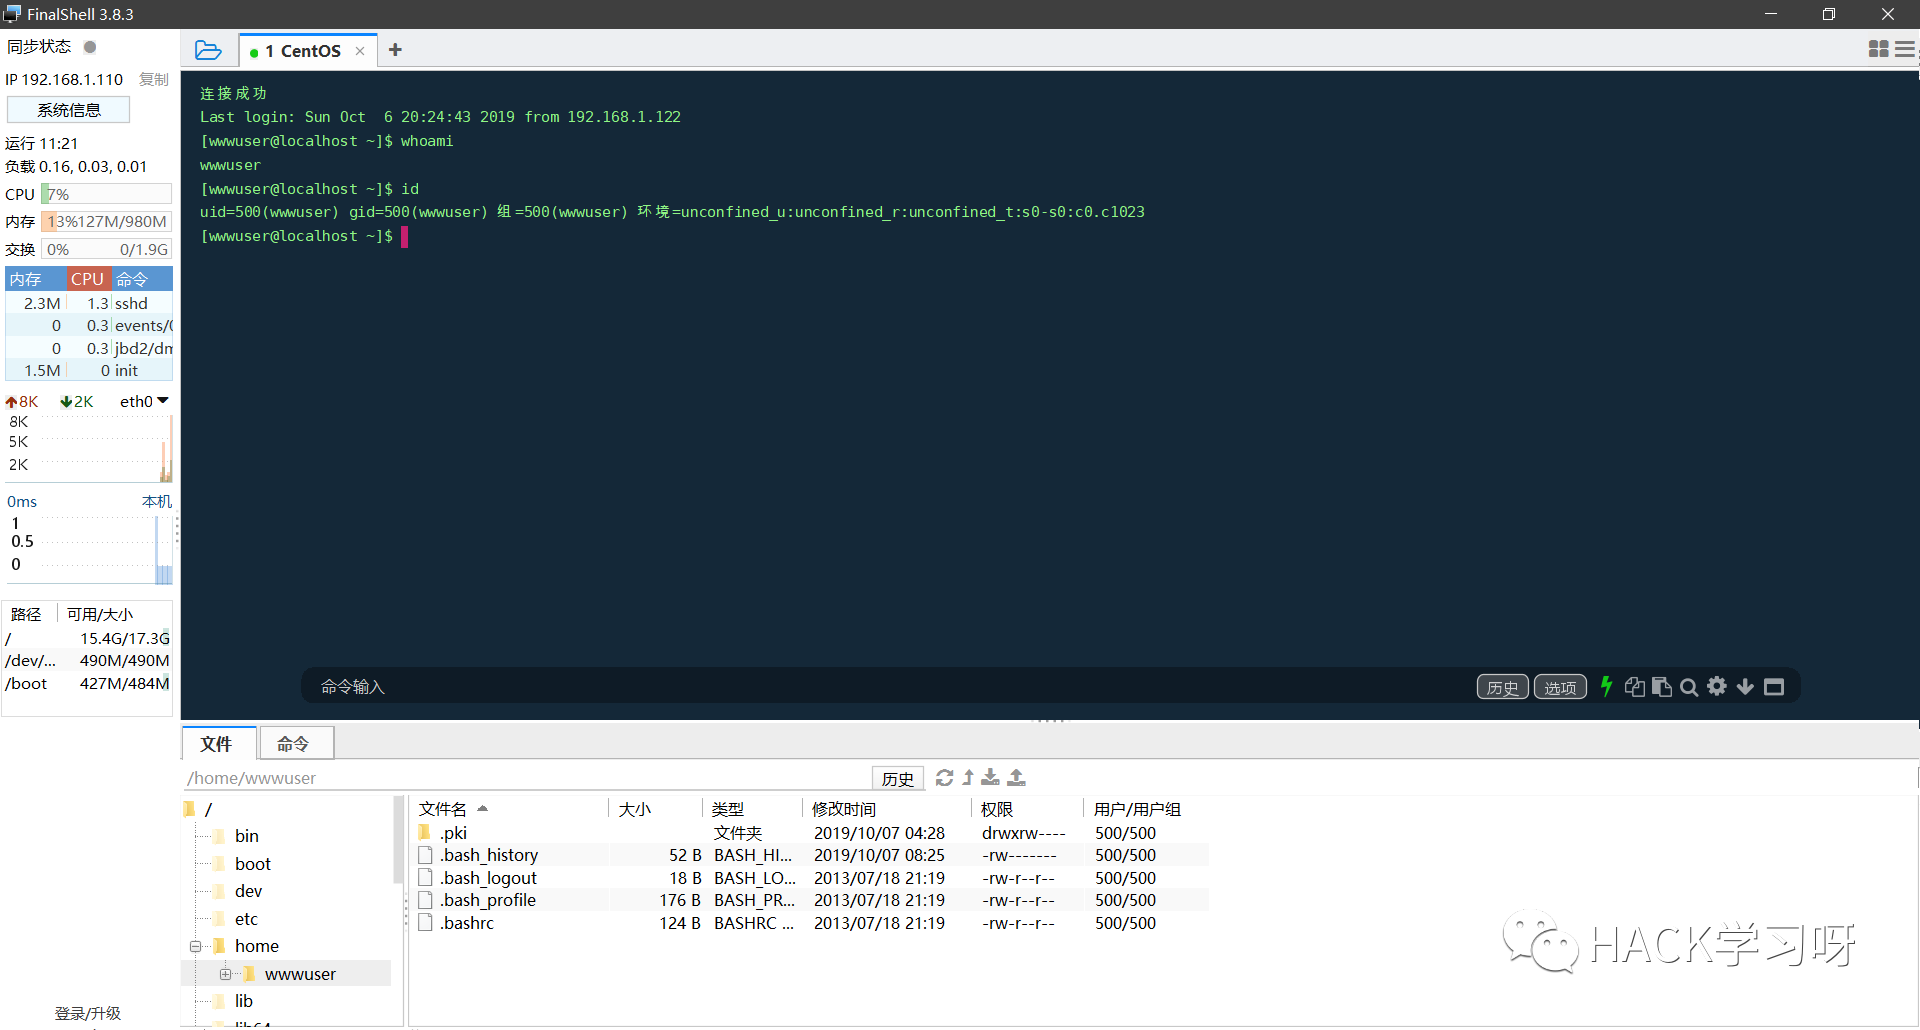 FinalShell 3.8.3
同步状态
IP 192.168.1.110 复制
系统信息
运行 11:21
负载 0.16, 0.03, 0.01
CPU 7%
内存 13% 127M/980M
交换 0% 0/1.9G
内存 CPU 命令
2.3M 1.3 sshd
0 0.3 events/0
0 0.3 jbd2/dm
1.5M 0 init
8K 2K eth0
8K
5K
2K
0ms 本机
1
0.5
0
路径 可用/大小
/ 15.4G/17.3G
/dev/... 490M/490M
/boot 427M/484M
登录/升级
1 CentOS
连接成功
Last login: Sun Oct  6 20:24:43 2019 from 192.168.1.122
[wwwuser@localhost ~]$ whoami
wwwuser
[wwwuser@localhost ~]$ id
uid=500(wwwuser) gid=500(wwwuser) 组=500(wwwuser) 环境=unconfined_u:unconfined_r:unconfined_t:s0-s0:c0.c1023
[wwwuser@localhost ~]$
命令输入 历史 选项
文件 命令
/home/wwwuser 历史
/
bin
boot
dev
etc
home
wwwuser
lib
lib64
文件名 大小 类型 修改时间 权限 用户/用户组
.pki 文件夹 2019/10/07 04:28 drwxrw---- 500/500
.bash_history 52 B BASH_HI... 2019/10/07 08:25 -rw------- 500/500
.bash_logout 18 B BASH_LO... 2013/07/18 21:19 -rw-r--r-- 500/500
.bash_profile 176 B BASH_PR... 2013/07/18 21:19 -rw-r--r-- 500/500
.bashrc 124 B BASHRC ... 2013/07/18 21:19 -rw-r--r-- 500/500
HACK学习呀